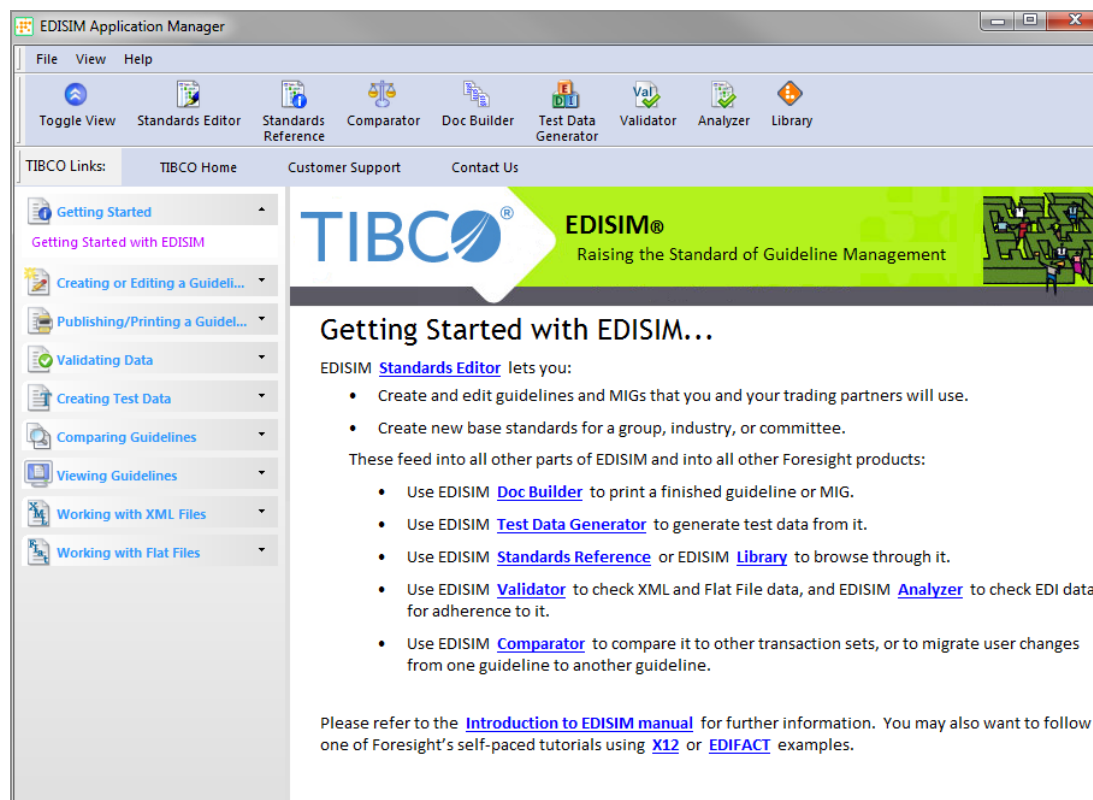 EDISIM Application Manager
File View Help
Toggle View Standards Editor Standards Reference Comparator Doc Builder Test Data Generator Validator Analyzer Library
TIBCO Links: TIBCO Home Customer Support Contact Us
Getting Started
Getting Started with EDISIM
Creating or Editing a Guideli...
Publishing/Printing a Guidel...
Validating Data
Creating Test Data
Comparing Guidelines
Viewing Guidelines
Working with XML Files
Working with Flat Files
TIBCO®
EDISIM®
Raising the Standard of Guideline Management
Getting Started with EDISIM...
EDISIM Standards Editor lets you:
• Create and edit guidelines and MIGs that you and your trading partners will use.
• Create new base standards for a group, industry, or committee.
These feed into all other parts of EDISIM and into all other Foresight products:
• Use EDISIM Doc Builder to print a finished guideline or MIG.
• Use EDISIM Test Data Generator to generate test data from it.
• Use EDISIM Standards Reference or EDISIM Library to browse through it.
• Use EDISIM Validator to check XML and Flat File data, and EDISIM Analyzer to check EDI data
for adherence to it.
• Use EDISIM Comparator to compare it to other transaction sets, or to migrate user changes
from one guideline to another guideline.
Please refer to the Introduction to EDISIM manual for further information. You may also want to follow
one of Foresight's self-paced tutorials using X12 or EDIFACT examples.